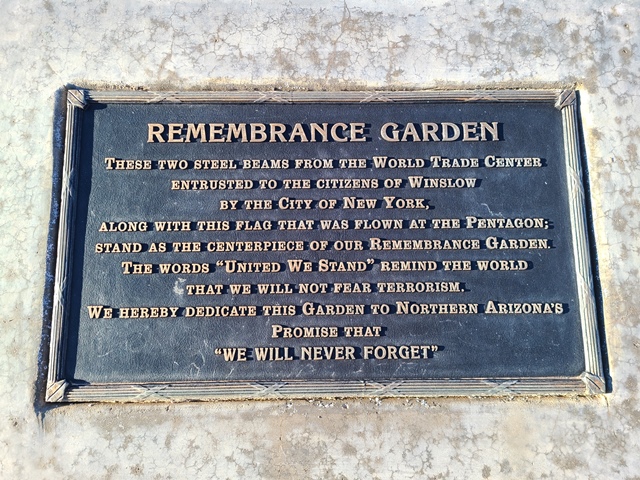 REMEMBRANCE GARDEN
THESE TWO STEEL BEAMS FROM THE WORLD TRADE CENTER
ENTRUSTED TO THE CITIZENS OF WINSLOW
BY THE CITY OF NEW YORK,
ALONG WITH THIS FLAG THAT WAS FLOWN AT THE PENTAGON;
STAND AS THE CENTERPIECE OF OUR REMEMBRANCE GARDEN.
THE WORDS "UNITED WE STAND" REMIND THE WORLD
THAT WE WILL NOT FEAR TERRORISM.
WE HEREBY DEDICATE THIS GARDEN TO NORTHERN ARIZONA'S
PROMISE THAT
"WE WILL NEVER FORGET"